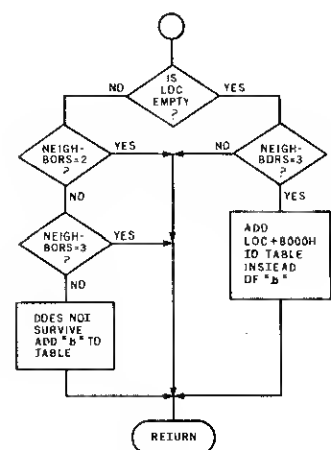 IS
LOC
EMPTY
?
NO
YES
NEIGH-
BORS=2
?
YES
NO
NEIGH-
BORS=3
?
NO
YES
NEIGH-
BORS=3
?
YES
NO
ADD
LOC+8000H
TO TABLE
INSTEAD
OF "b"
DOES NOT
SURVIVE
ADD "b" TO
TABLE
RETURN